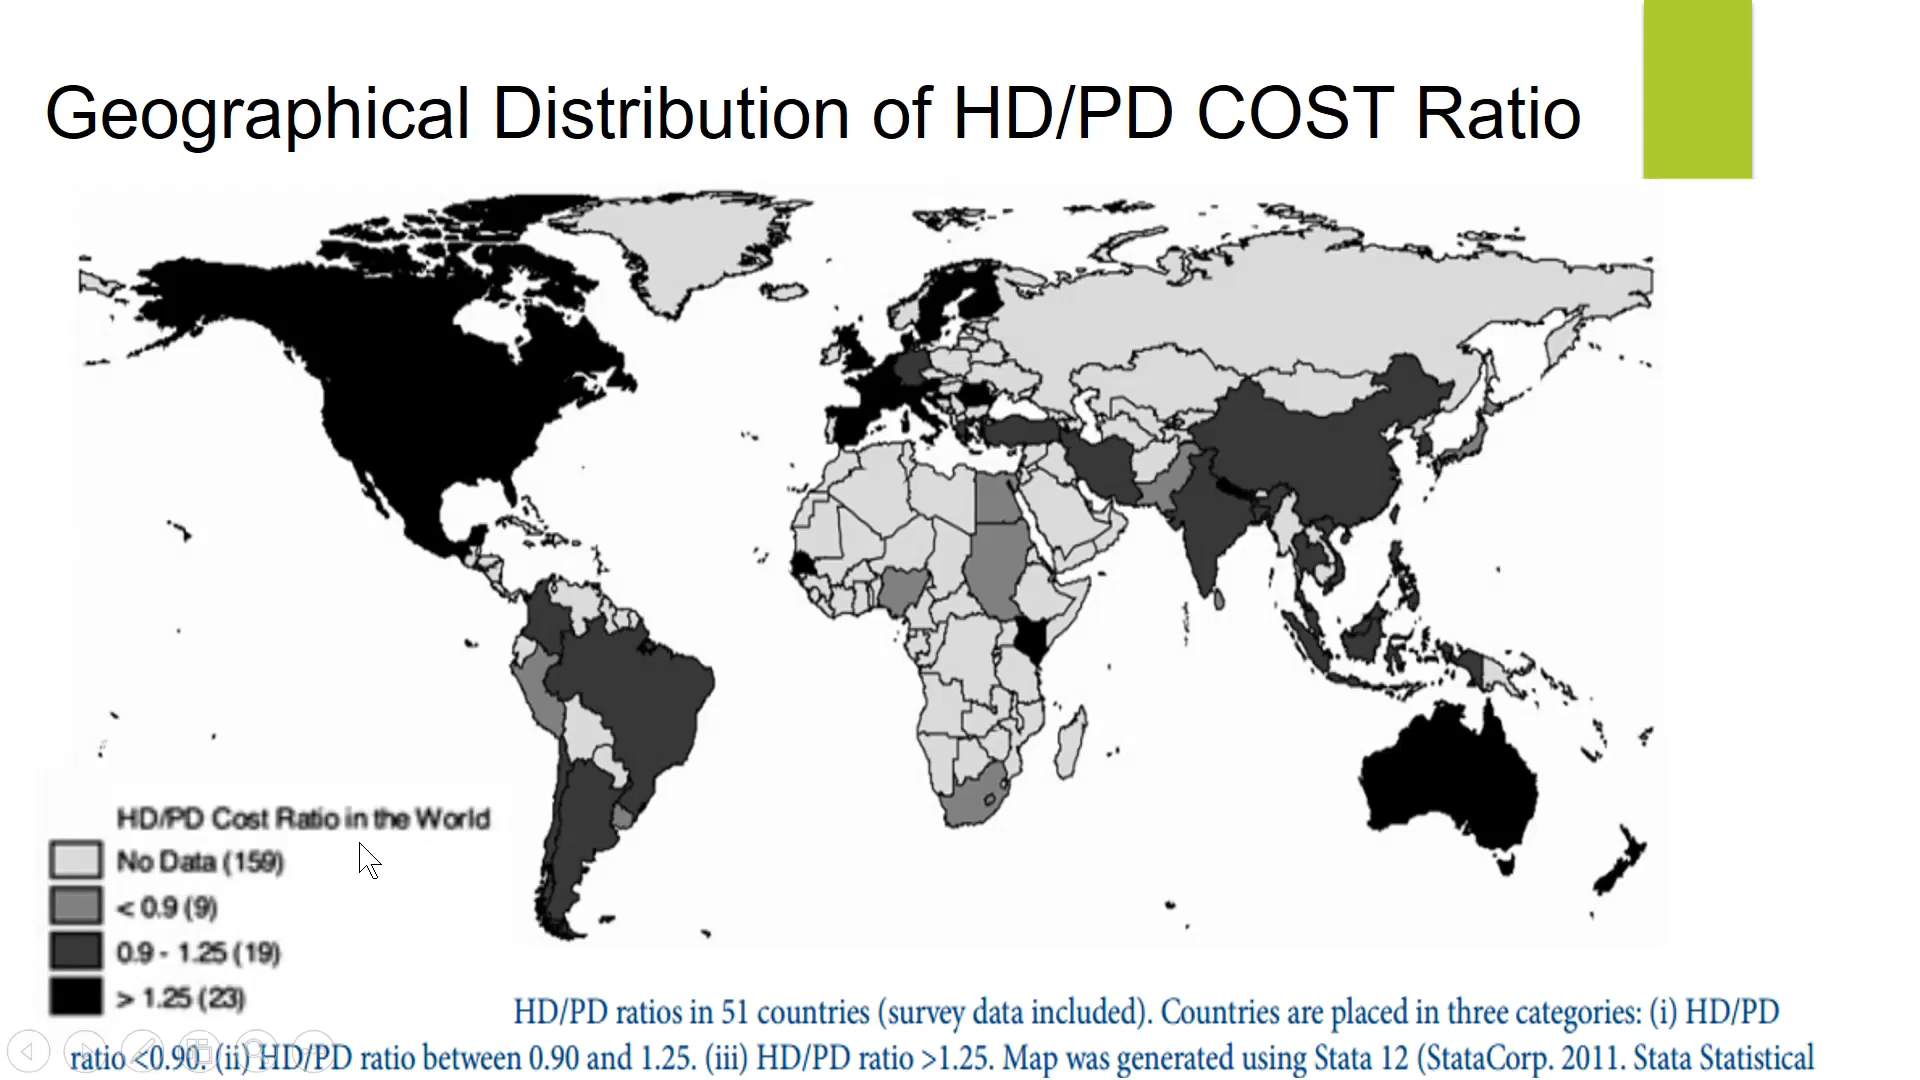 Geographical Distribution of HD/PD COST Ratio
HD/PD Cost Ratio in the World
No Data (159)
< 0.9 (9)
0.9 - 1.25 (19)
> 1.25 (23)
HD/PD ratios in 51 countries (survey data included). Countries are placed in three categories: (i) HD/PD
ratio <0.90. (ii) HD/PD ratio between 0.90 and 1.25. (iii) HD/PD ratio >1.25. Map was generated using Stata 12 (StataCorp. 2011. Stata Statistical